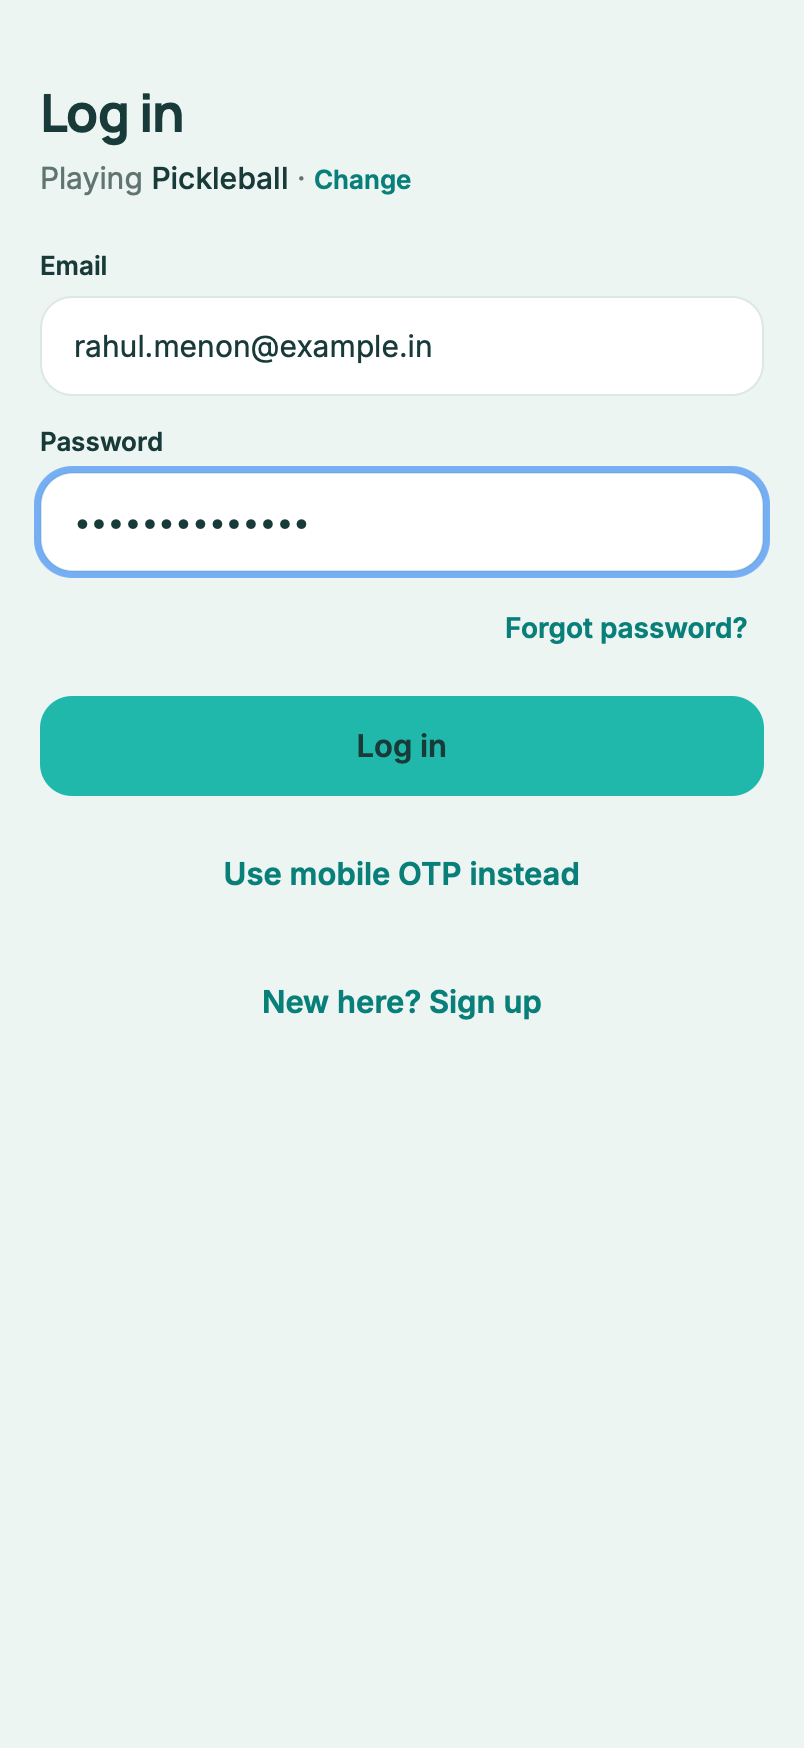 Log in
Playing Pickleball · Change
Email
rahul.menon@example.in
Password
••••••••••••••
Forgot password?
Log in
Use mobile OTP instead
New here? Sign up